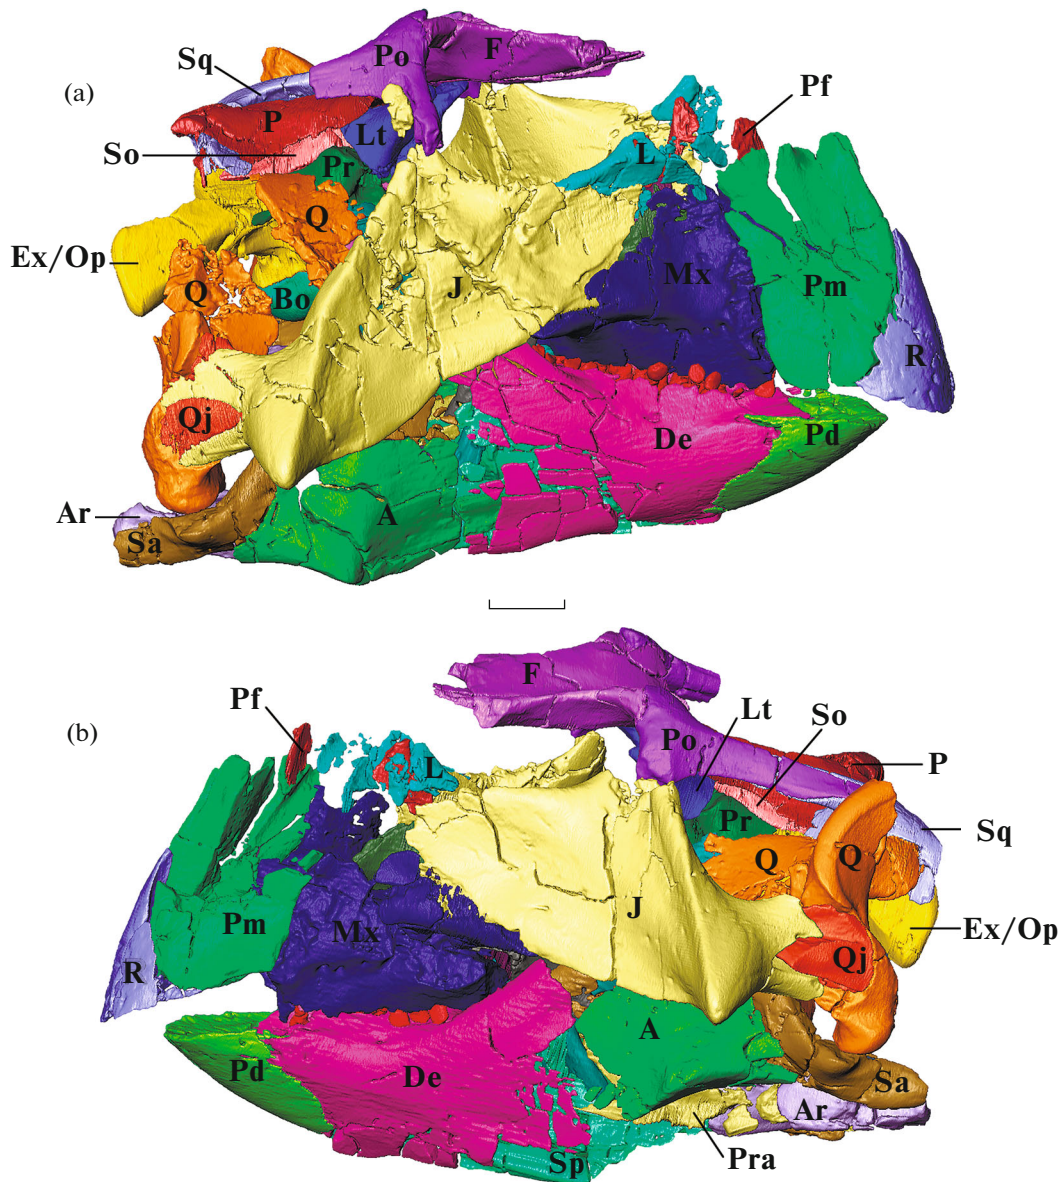 (a)
Sq
Po
F
Pf
P
Lt
So
Pr
L
Q
Ex/Op
Q
Bo
J
Mx
Pm
R
Qj
De
Pd
Ar
Sa
A
(b)
F
Pf
Lt
So
L
Po
P
Pr
Sq
Q
Q
Pm
Mx
J
Ex/Op
R
Qj
A
Pd
De
Sa
Ar
Sp
Pra